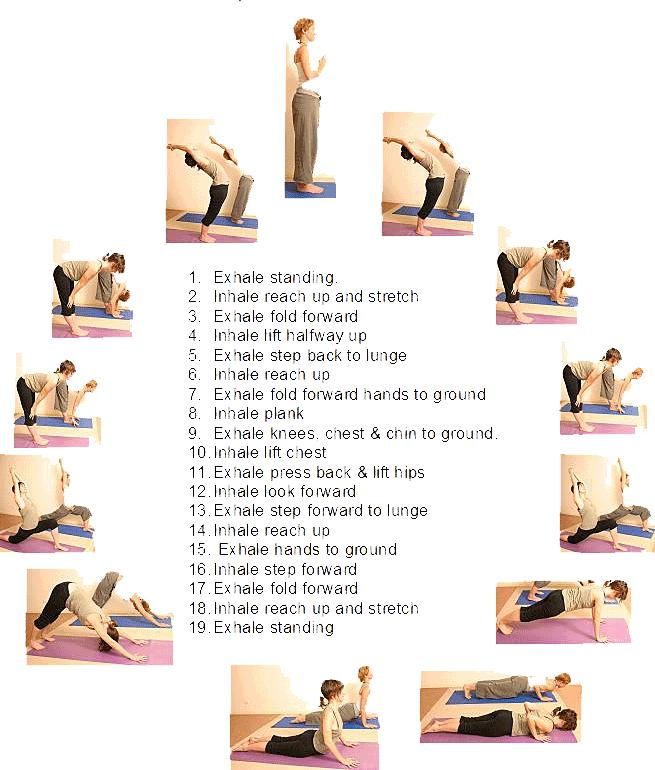 1. Exhale standing.
2. Inhale reach up and stretch
3. Exhale fold forward
4. Inhale lift halfway up
5. Exhale step back to lunge
6. Inhale reach up
7. Exhale fold forward hands to ground
8. Inhale plank
9. Exhale knees, chest & chin to ground.
10. Inhale lift chest
11. Exhale press back & lift hips
12. Inhale look forward
13. Exhale step forward to lunge
14. Inhale reach up
15. Exhale hands to ground
16. Inhale step forward
17. Exhale fold forward
18. Inhale reach up and stretch
19. Exhale standing